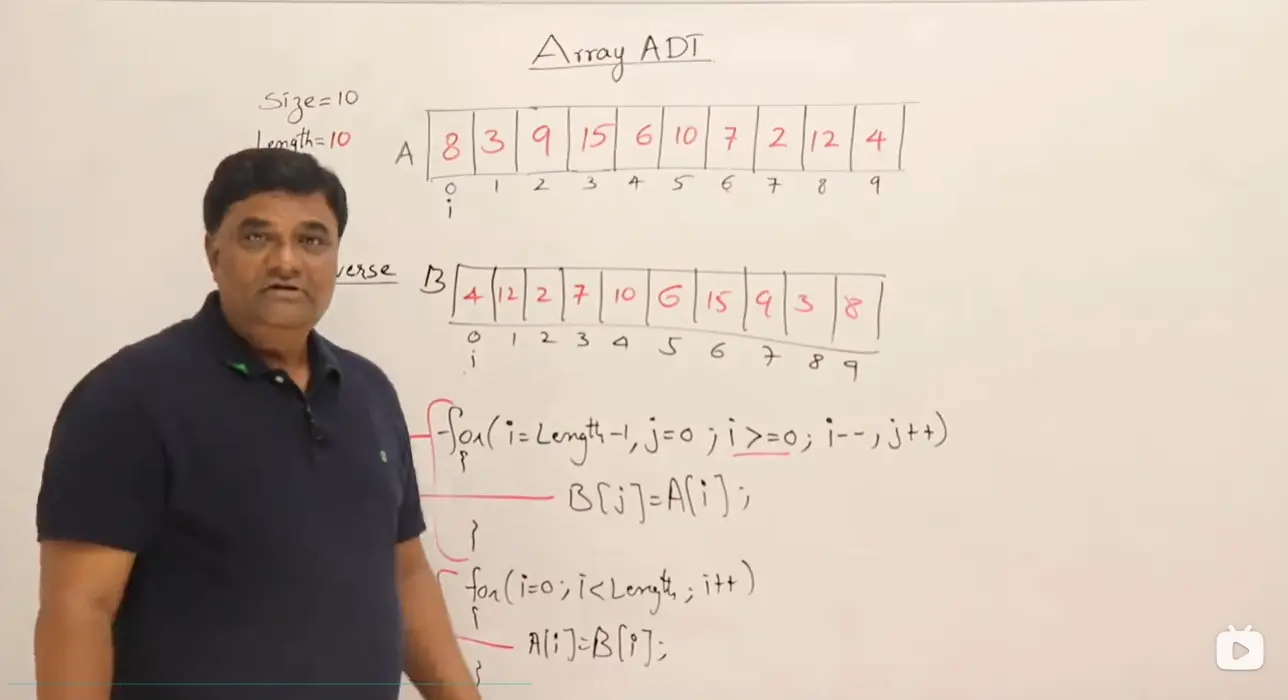 Array ADT
Size=10
Length=10
A 8 3 9 15 6 10 7 2 12 4
0 1 2 3 4 5 6 7 8 9
i
B 4 12 2 7 10 6 15 9 3 8
0 1 2 3 4 5 6 7 8 9
i
for(i=Length-1, j=0; i>=0; i--, j++)
{
B[j]=A[i];
}
for(i=0; i<Length; i++)
{
A[i]=B[i];
}